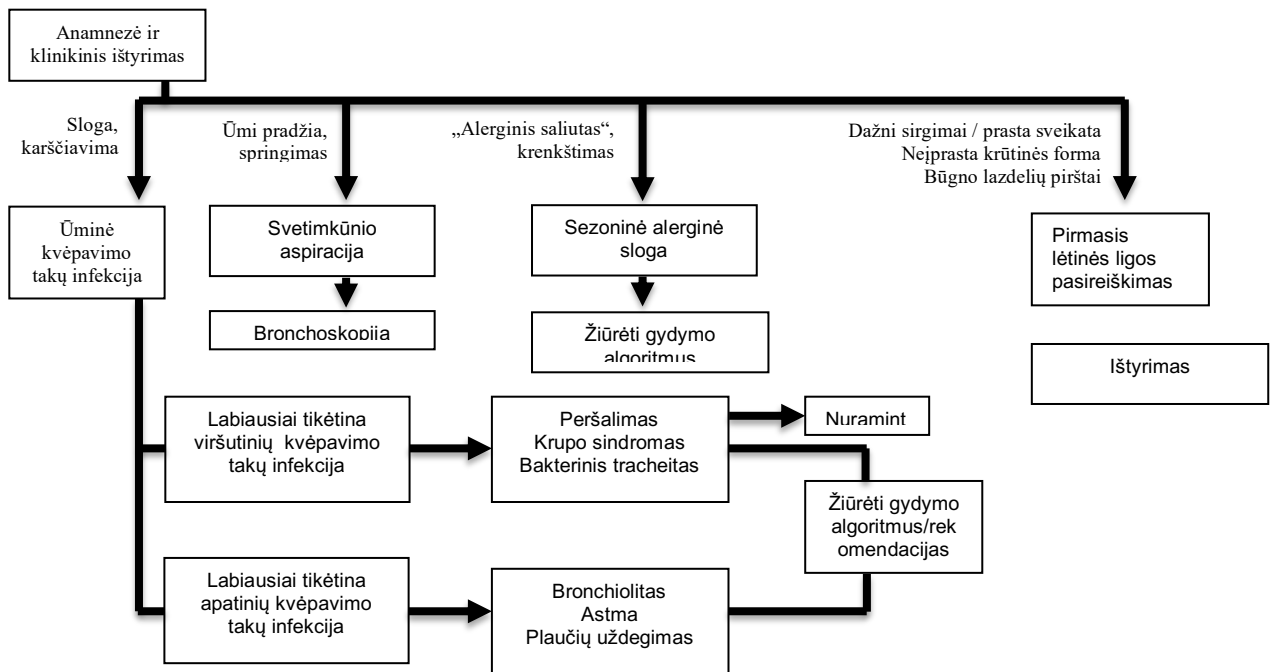 Anamnezė ir
klinikinis ištyrimas
Sloga,
karščiavima
Ūmi pradžia,
springimas
„Alerginis saliutas“,
krenkštimas
Dažni sirgimai / prasta sveikata
Neįprasta krūtinės forma
Būgno lazdelių pirštai
Ūminė
kvėpavimo
takų infekcija
Svetimkūnio
aspiracija
Sezoninė alerginė
sloga
Pirmasis
lėtinės ligos
pasireiškimas
Bronchoskopija
Žiūrėti gydymo
algoritmus
Ištyrimas
Labiausiai tikėtina
viršutinių kvėpavimo
takų infekcija
Peršalimas
Krupo sindromas
Bakterinis tracheitas
Nuramint
Žiūrėti gydymo
algoritmus/rek
omendacijas
Labiausiai tikėtina
apatinių kvėpavimo
takų infekcija
Bronchiolitas
Astma
Plaučių uždegimas